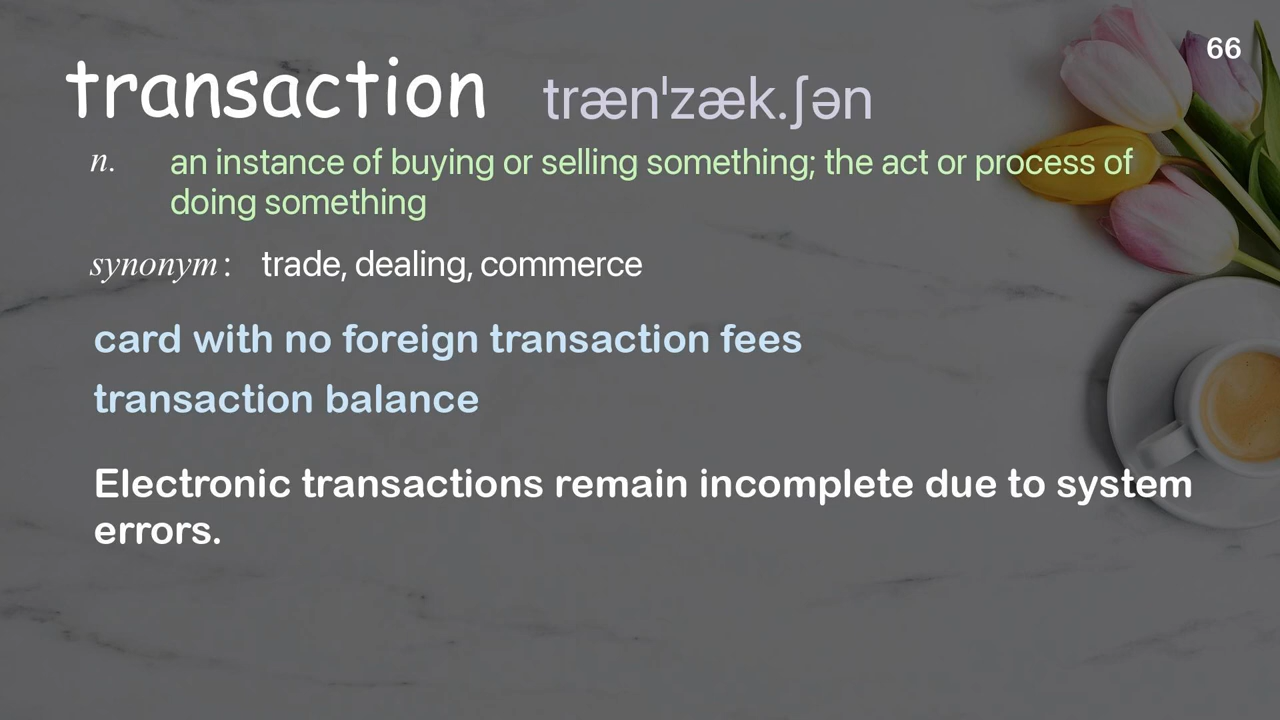 66
transaction trænˈzæk.ʃən
n. an instance of buying or selling something; the act or process of
doing something
synonym : trade, dealing, commerce
card with no foreign transaction fees
transaction balance
Electronic transactions remain incomplete due to system
errors.